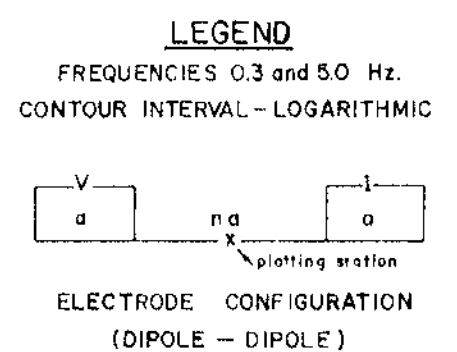 LEGEND
FREQUENCIES 0.3 and 5.0 Hz.
CONTOUR INTERVAL - LOGARITHMIC
V I
a na a
x
plotting station
ELECTRODE CONFIGURATION
(DIPOLE - DIPOLE)